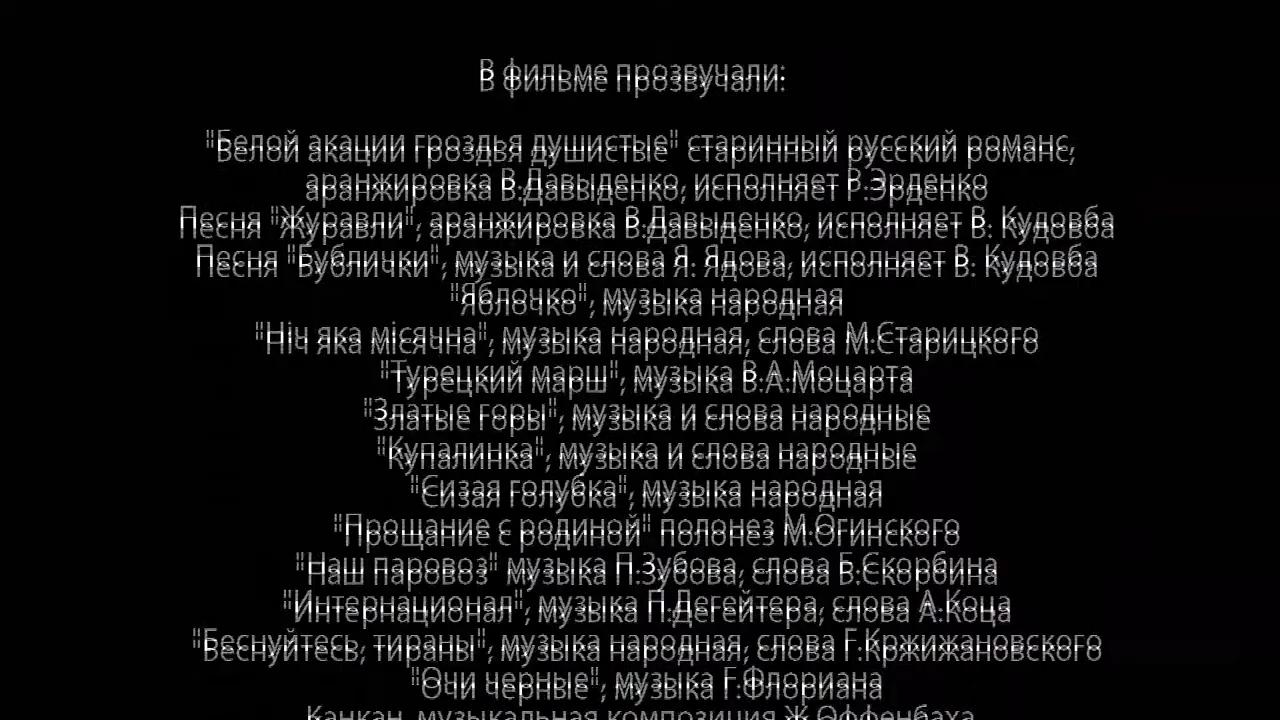 В фильме прозвучали:
"Белой акации гроздья душистые" старинный русский романс,
аранжировка В.Давыденко, исполняет Р.Эрденко
Песня "Журавли", аранжировка В.Давыденко, исполняет В. Кудовба
Песня "Бублички", музыка и слова Я. Ядова, исполняет В. Кудовба
"Яблочко", музыка народная
"Ніч яка місячна", музыка народная, слова М.Старицкого
"Турецкий марш", музыка В.А.Моцарта
"Златые горы", музыка и слова народные
"Купалинка", музыка и слова народные
"Сизая голубка", музыка народная
"Прощание с родиной" полонез М.Огинского
"Наш паровоз" музыка П.Зубова, слова Б.Скорбина
"Интернационал", музыка П.Дегейтера, слова А.Коца
"Беснуйтесь, тираны", музыка народная, слова Г.Кржижановского
"Очи черные", музыка Г.Флориана
Канкан, музыкальная композиция Ж.Оффенбаха